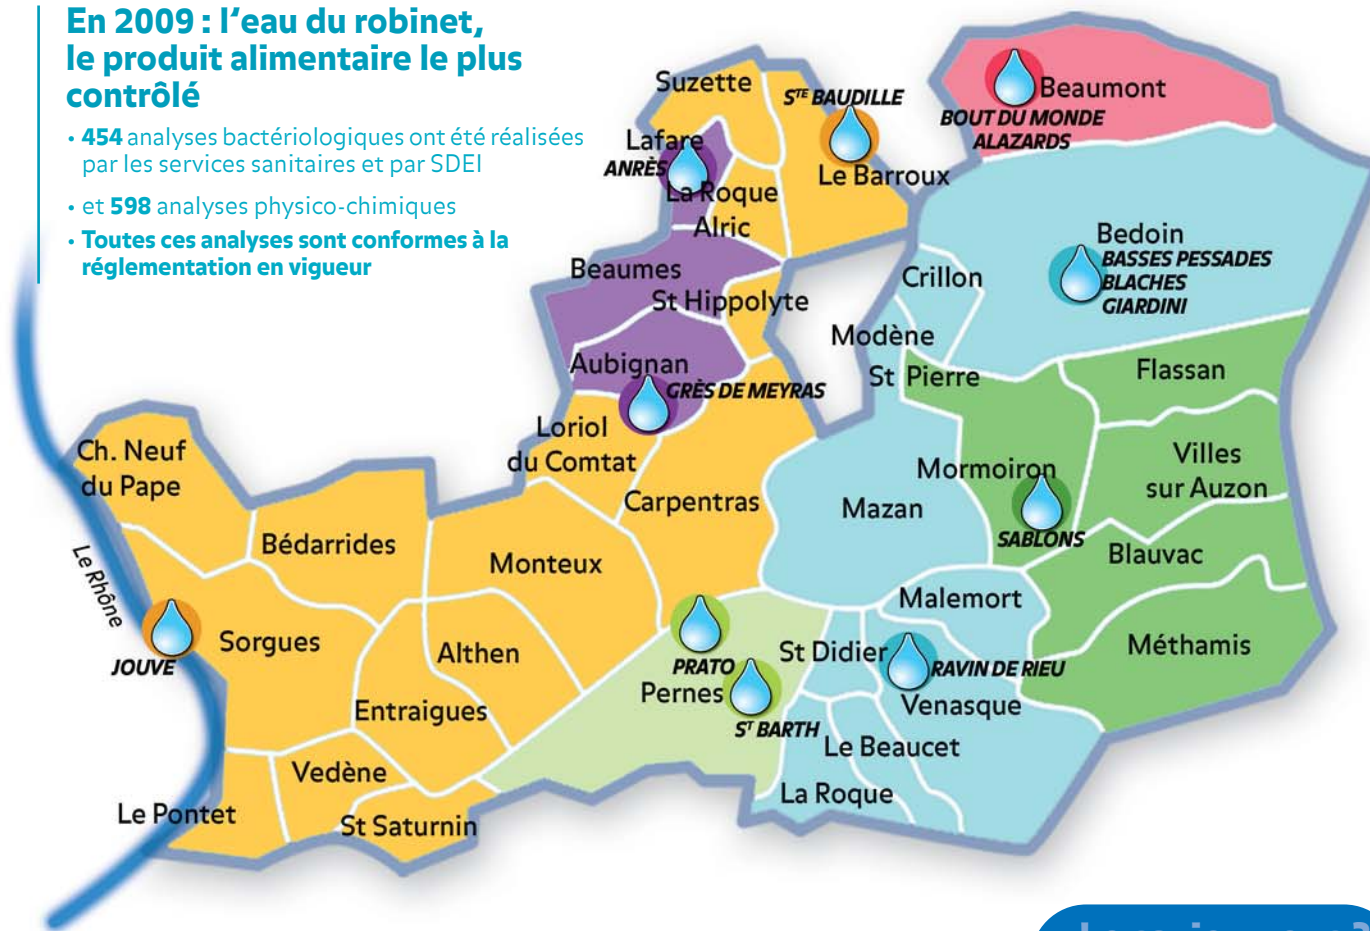 En 2009 : l'eau du robinet,
le produit alimentaire le plus
contrôlé
• 454 analyses bactériologiques ont été réalisées
par les services sanitaires et par SDEI
• et 598 analyses physico-chimiques
• Toutes ces analyses sont conformes à la
réglementation en vigueur
Suzette
STE BAUDILLE
Beaumont
BOUT DU MONDE
ALAZARDS
Lafare
ANRÈS
La Roque
Alric
Le Barroux
Bedoin
BASSES PESSADES
BLACHES
GIARDINI
Beaumes
St Hippolyte
Crillon
Modène
Aubignan
GRÈS DE MEYRAS
St Pierre
Flassan
Loriol
du Comtat
Ch. Neuf
du Pape
Carpentras
Mazan
Mormoiron
SABLONS
Villes
sur Auzon
Bédarrides
Monteux
Blauvac
Le Rhône
Malemort
JOUVE
Sorgues
Althen
PRATO
Pernes
ST BARTH
St Didier
RAVIN DE RIEU
Venasque
Méthamis
Entraigues
Le Beaucet
Vedène
La Roque
Le Pontet
St Saturnin